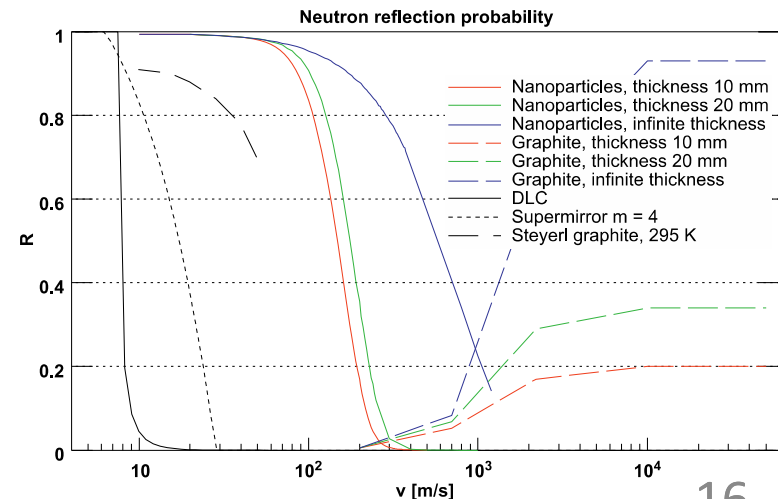 Neutron reflection probability
1
0.8
0.6
0.4
0.2
0
R
Nanoparticles, thickness 10 mm
Nanoparticles, thickness 20 mm
Nanoparticles, infinite thickness
Graphite, thickness 10 mm
Graphite, thickness 20 mm
Graphite, infinite thickness
DLC
Supermirror m = 4
Steyerl graphite, 295 K
10 10² 10³ 10⁴
v [m/s]
16